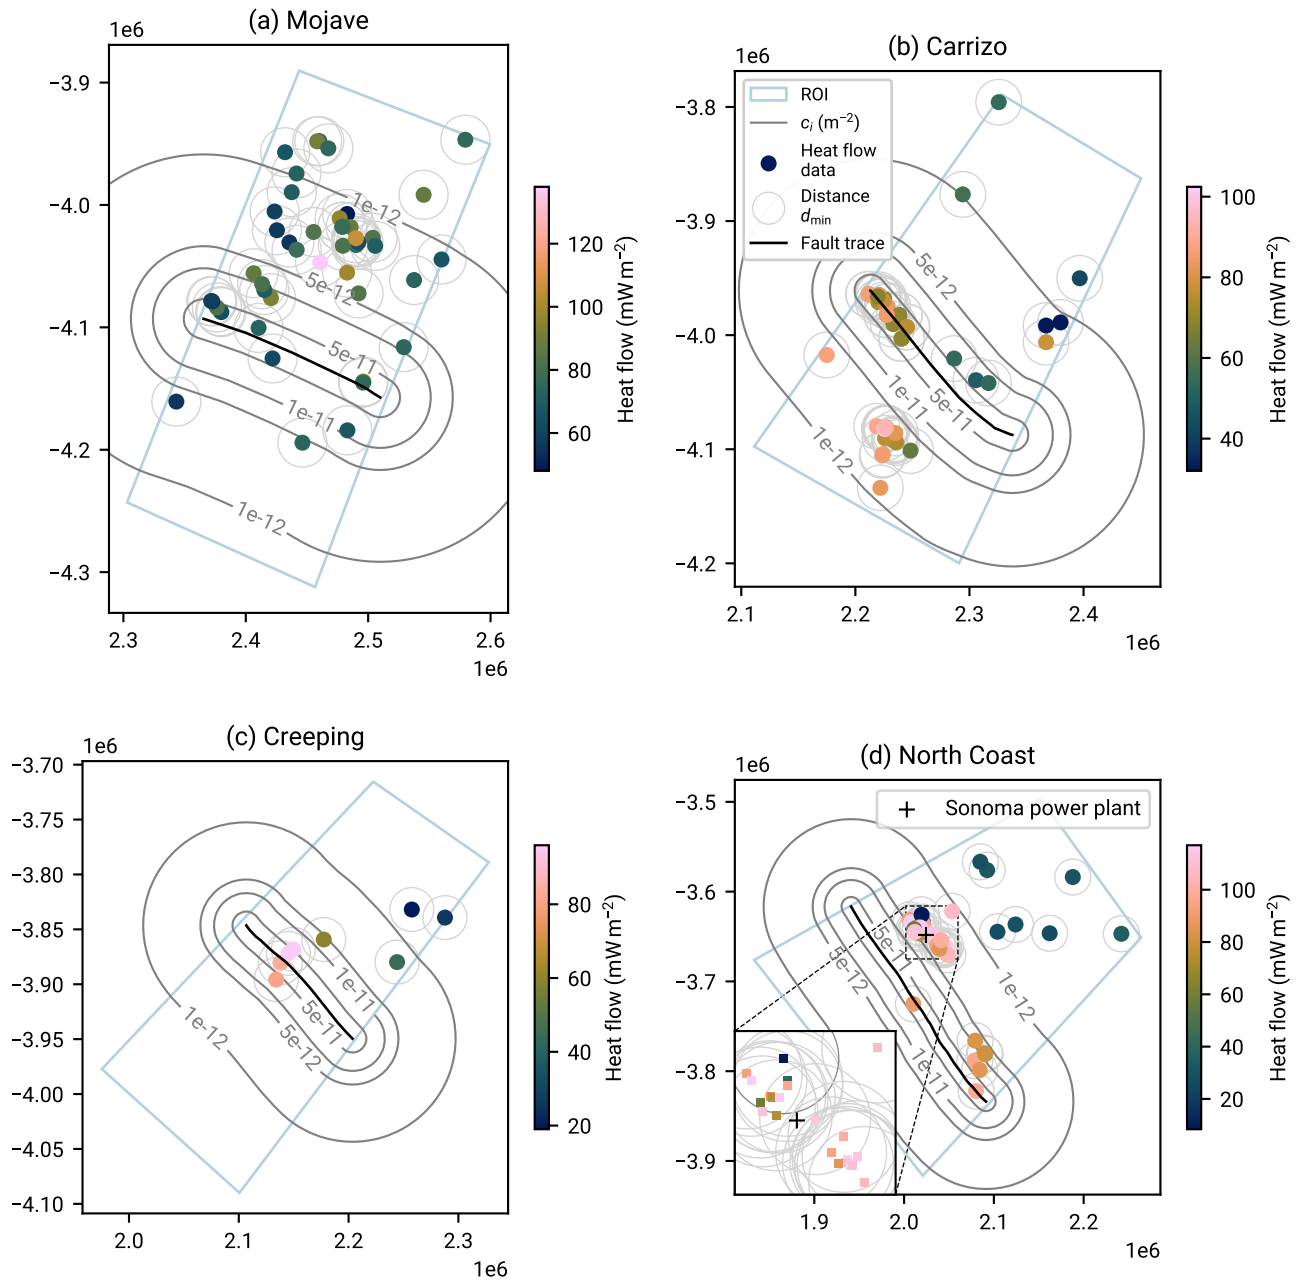 (a) Mojave
1e6
−3.9
−4.0
−4.1
−4.2
−4.3
2.3
2.4
2.5
2.6
1e6
1e-12
5e-12
5e-11
1e-11
1e-12
120
100
80
60
Heat flow (mW m−2)
(b) Carrizo
1e6
ROI
ci (m−2)
Heat flow
data
Distance
dmin
Fault trace
−3.8
−3.9
−4.0
−4.1
−4.2
2.1
2.2
2.3
2.4
1e6
5e-12
1e-11
5e-11
1e-12
100
80
60
40
Heat flow (mW m−2)
(c) Creeping
1e6
−3.70
−3.75
−3.80
−3.85
−3.90
−3.95
−4.00
−4.05
−4.10
2.0
2.1
2.2
2.3
1e6
1e-11
5e-11
5e-12
1e-12
80
60
40
20
Heat flow (mW m−2)
(d) North Coast
1e6
Sonoma power plant
−3.5
−3.6
−3.7
−3.8
−3.9
1.9
2.0
2.1
2.2
1e6
5e-11
5e-12
1e-12
1e-11
100
80
60
40
20
Heat flow (mW m−2)